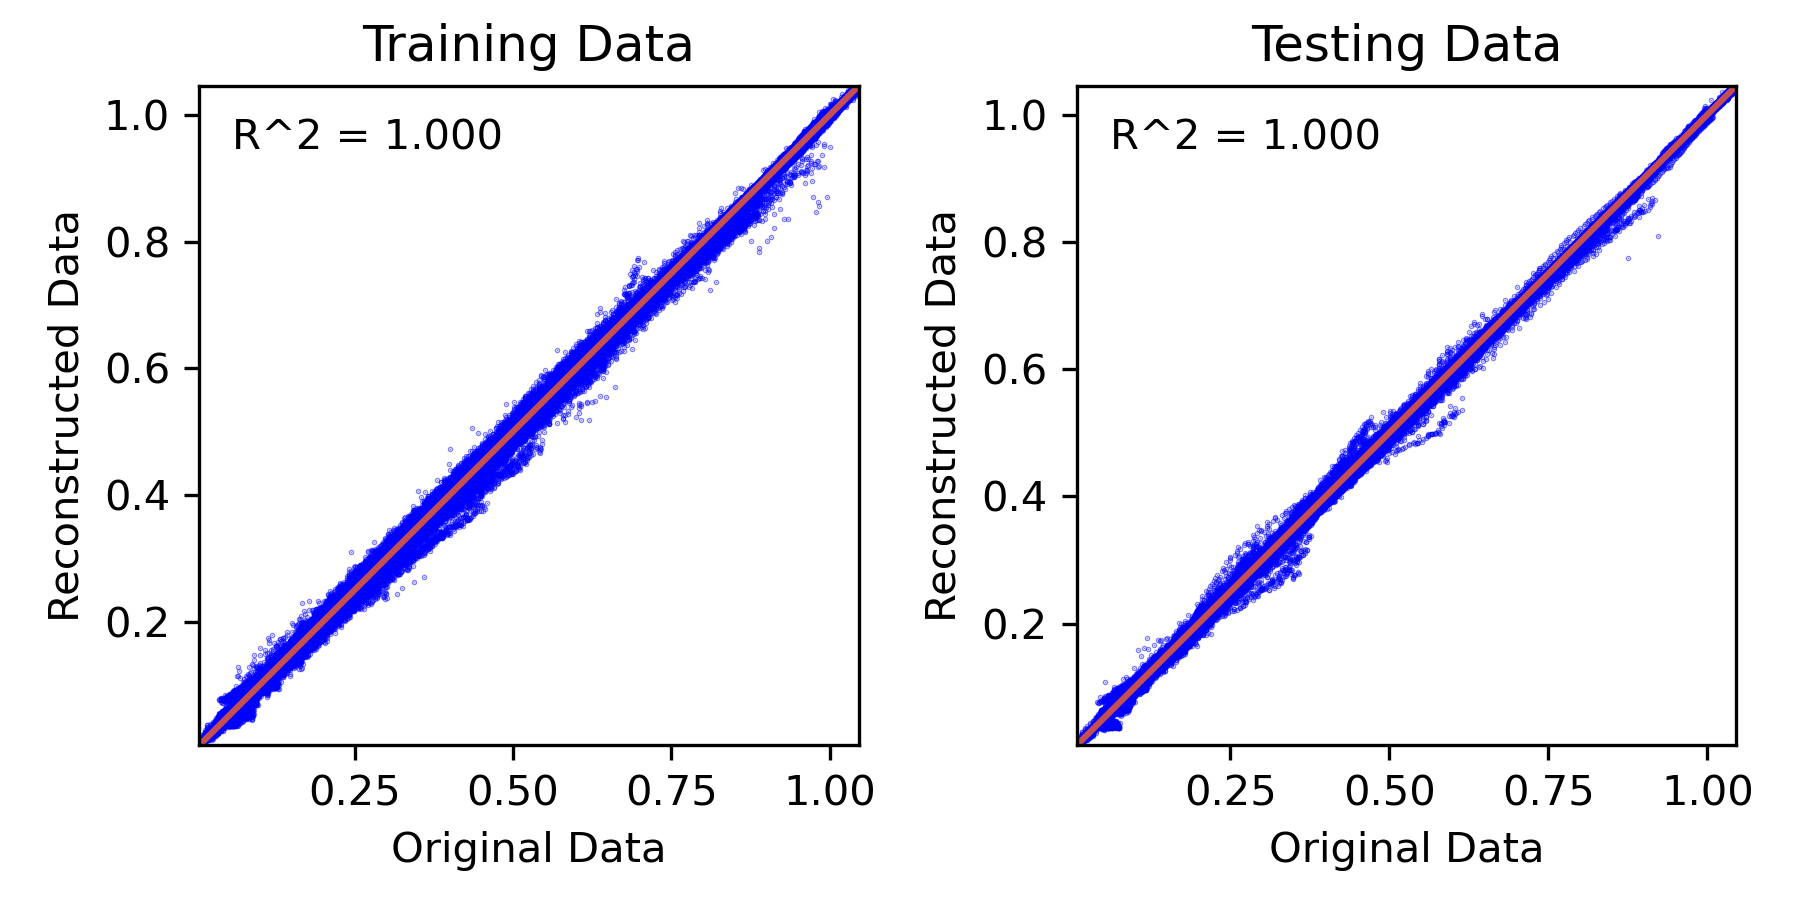 Training Data
R^2 = 1.000
1.0
0.8
0.6
0.4
0.2
Reconstructed Data
0.25 0.50 0.75 1.00
Original Data
Testing Data
R^2 = 1.000
1.0
0.8
0.6
0.4
0.2
Reconstructed Data
0.25 0.50 0.75 1.00
Original Data